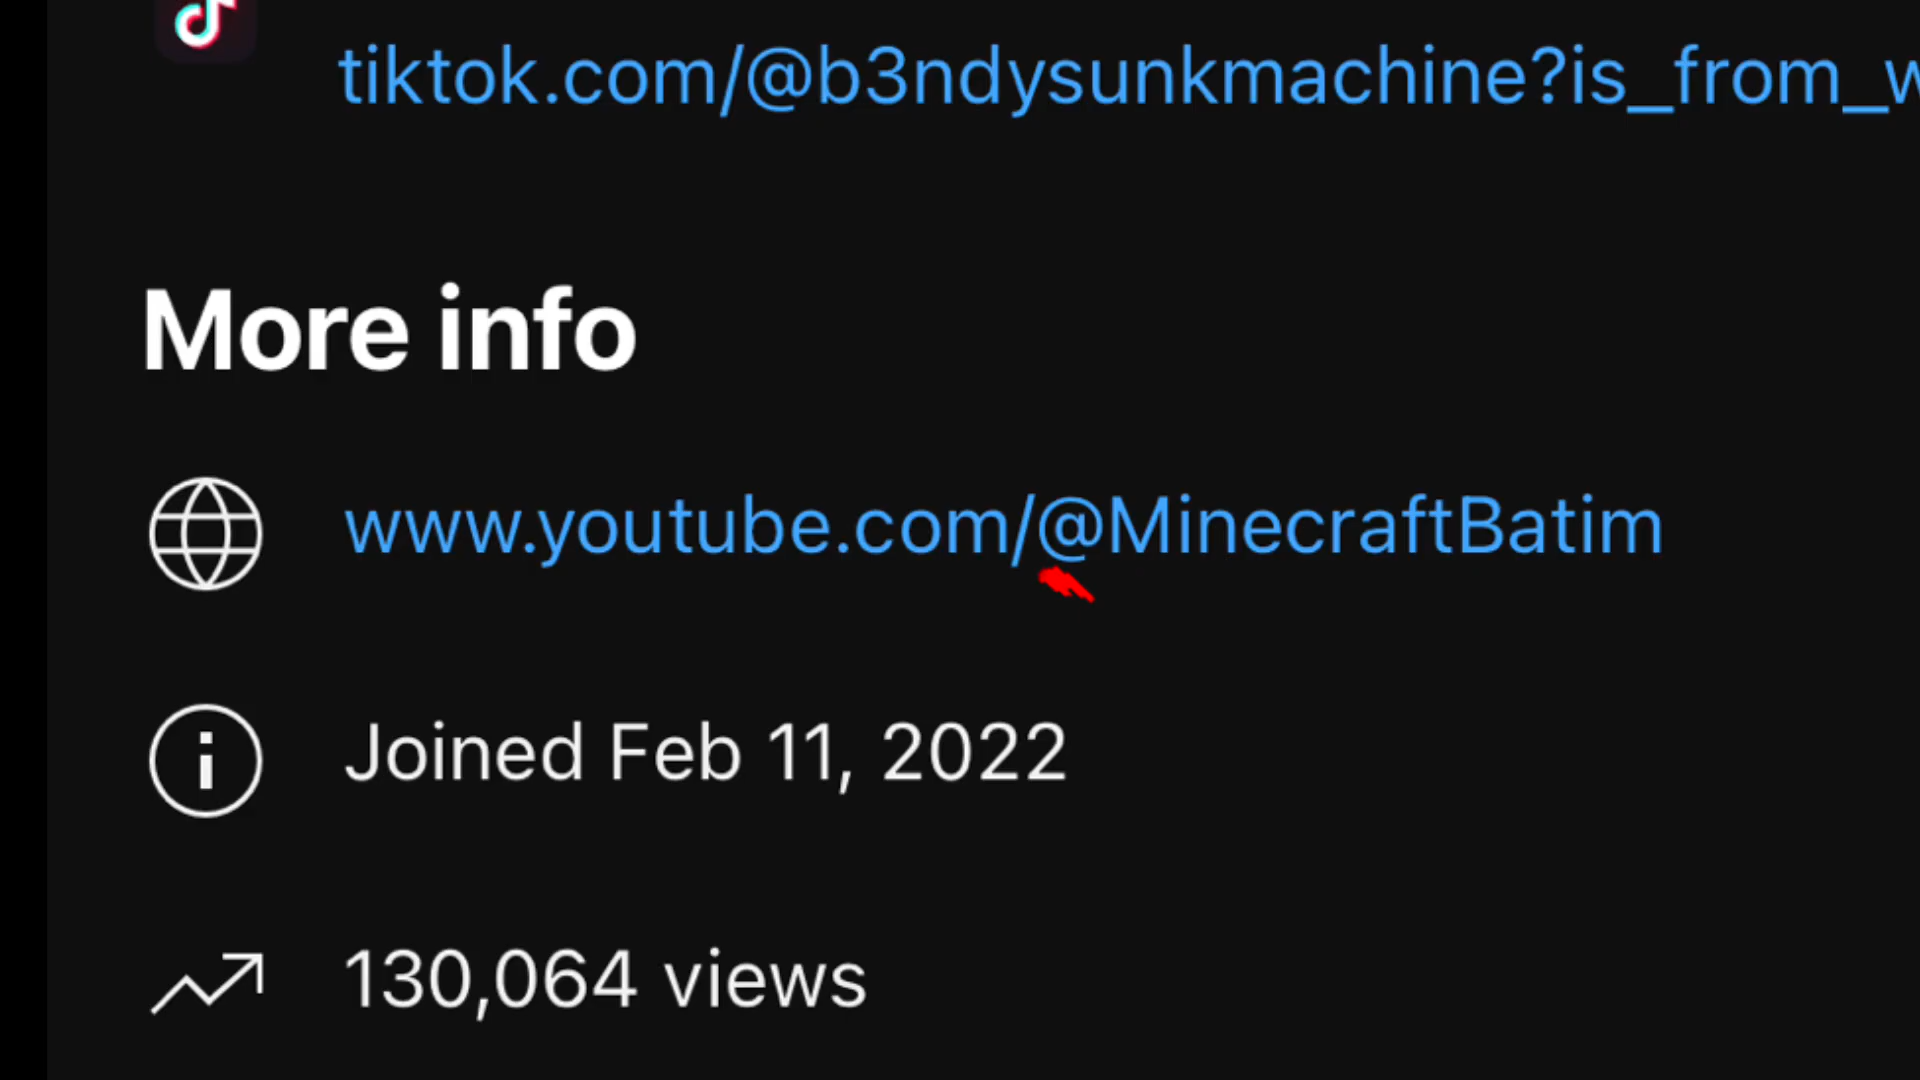 tiktok.com/@b3ndysunkmachine?is_from_w
More info
www.youtube.com/@MinecraftBatim
Joined Feb 11, 2022
130,064 views